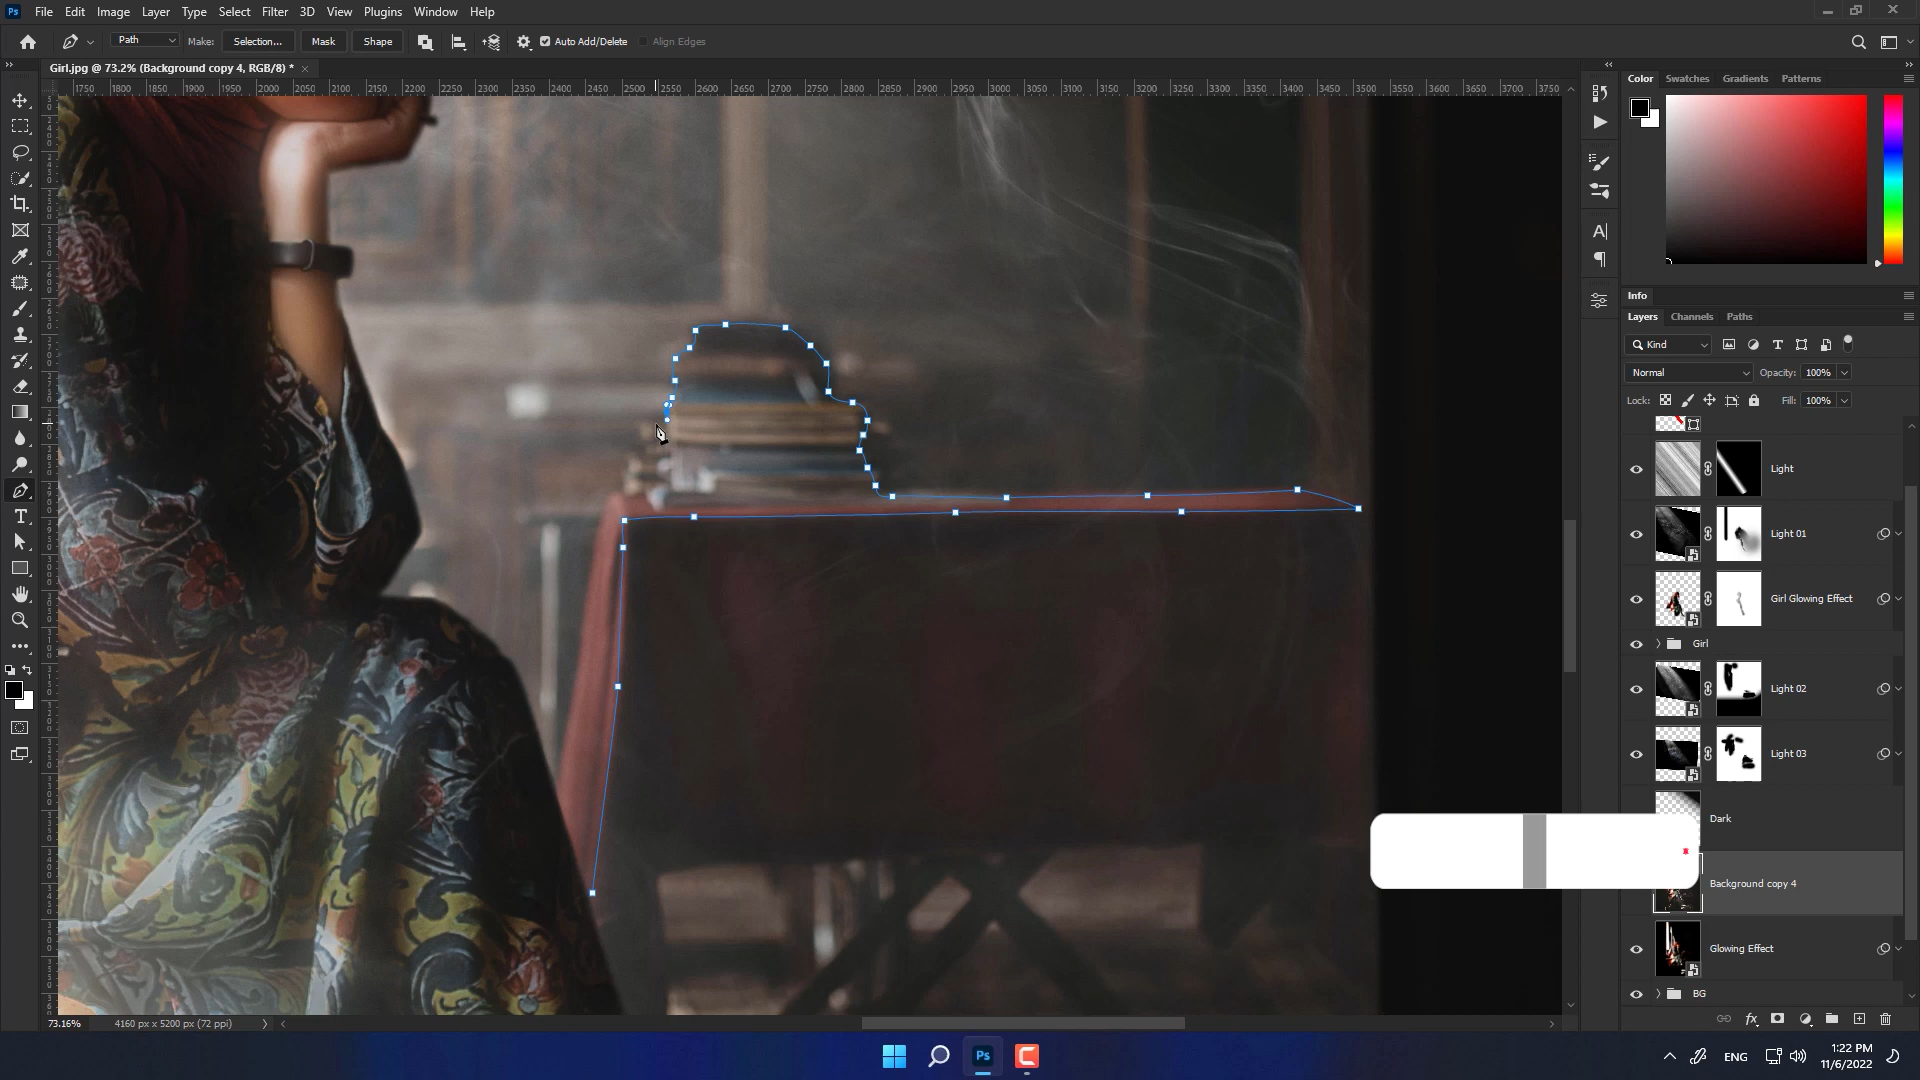 Ps File Edit Image Layer Type Select Filter 3D View Plugins Window Help
Path Make: Selection... Mask Shape Auto Add/Delete Align Edges
Girl.jpg @ 73.2% (Background copy 4, RGB/8) *
1750 1800 1850 1900 1950 2000 2050 2100 2150 2200 2250 2300 2350 2400 2450 2500 2550 2600 2650 2700 2750 2800 2850 2900 2950 3000 3050 3100 3150 3200 3250 3300 3350 3400 3450 3500 3550 3600 3650 3700 3750
Color Swatches Gradients Patterns
Info
Layers Channels Paths
Kind
Normal Opacity: 100%
Lock: Fill: 100%
Light
Light 01
Girl Glowing Effect
Girl
Light 02
Light 03
Dark
Background copy 4
Glowing Effect
BG
73.16% 4160 px x 5200 px (72 ppi)
Ps
ENG
1:22 PM
11/6/2022